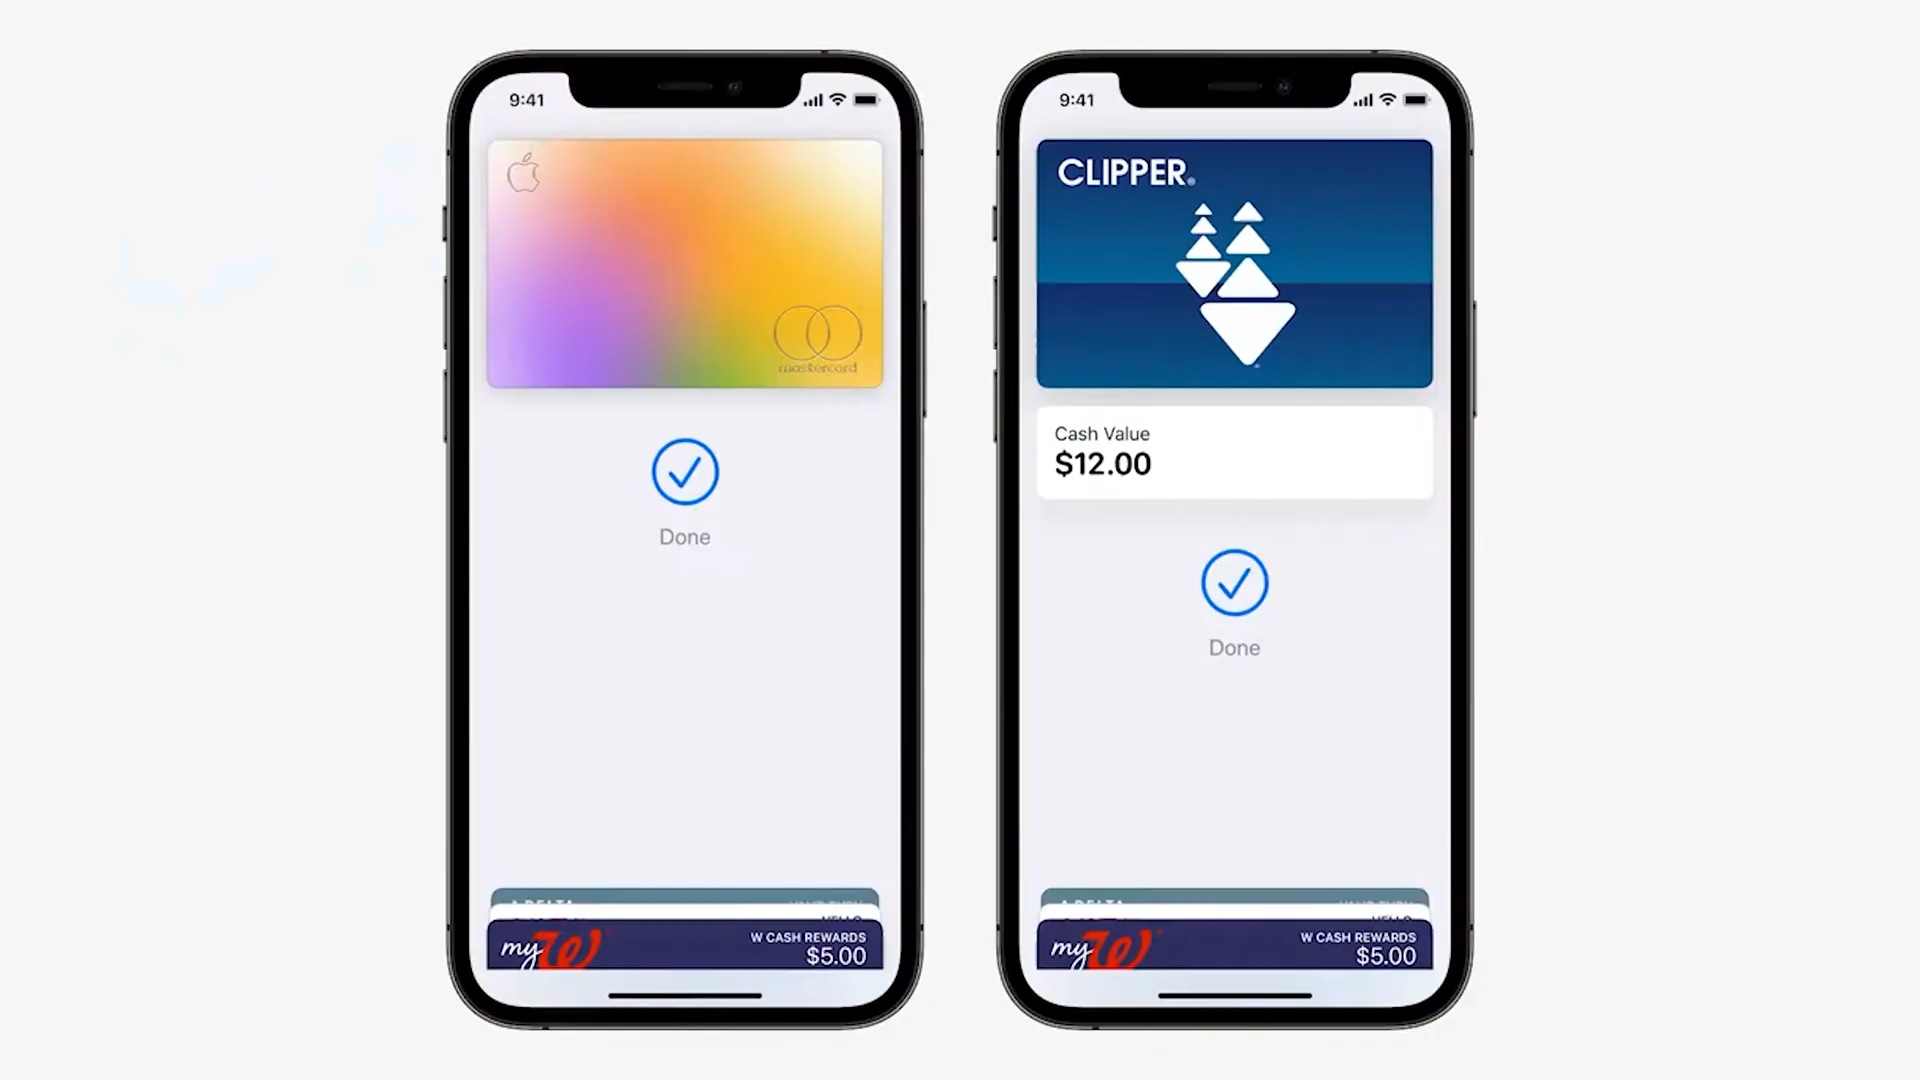 9:41
mastercard
Done
my W
W CASH REWARDS
$5.00
9:41
CLIPPER®
Cash Value
$12.00
Done
my W
W CASH REWARDS
$5.00